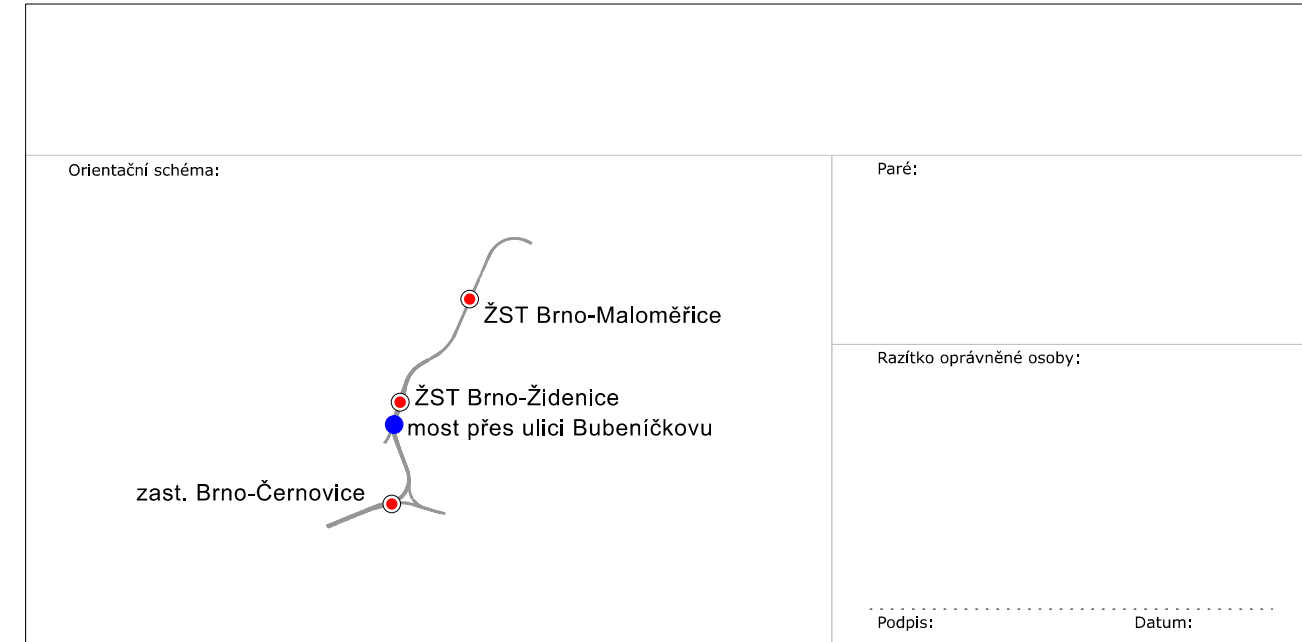 Orientační schéma:
Paré:
ŽST Brno-Maloměřice
ŽST Brno-Židenice
most přes ulici Bubeníčkovu
zast. Brno-Černovice
Razítko oprávněné osoby:
Podpis:
Datum: